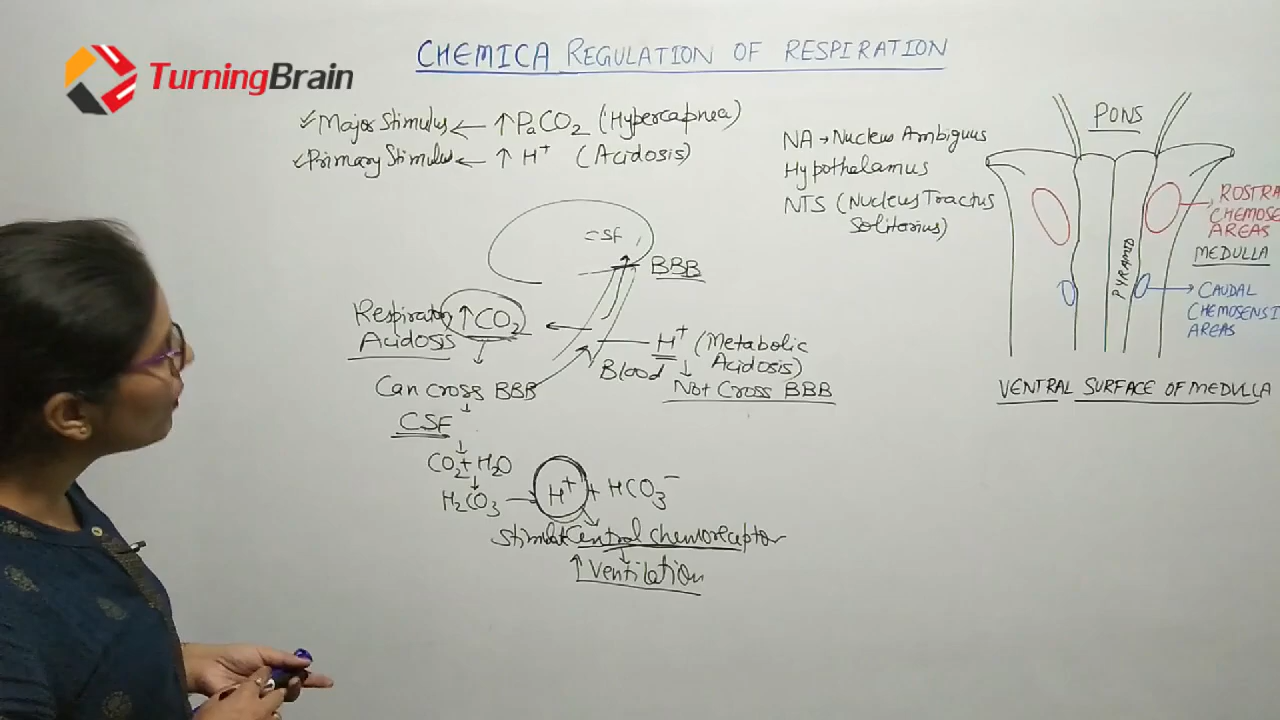 TurningBrain
CHEMICA REGULATION OF RESPIRATION
✓Major Stimulus ← ↑ PaCO2 (Hypercapnea)
✓Primary Stimulus ← ↑ H+ (Acidosis)
CSF
BBB
Respiratory ↑CO2
Acidosis
H+ (Metabolic
Acidosis)
Blood
Not Cross BBB
Can cross BBB
CSF
CO2+ H2O
H2CO3 → H+ + HCO3−
Stimulat Central chemoreceptor
↑ Ventilation
NA → Nucleus Ambiguus
Hypothalamus
NTS (Nucleus Tractus
Solitarius)
PONS
ROSTRA
CHEMOSE
AREAS
MEDULLA
PYRAMID
CAUDAL
CHEMOSENSI
AREAS
VENTRAL SURFACE OF MEDULLA